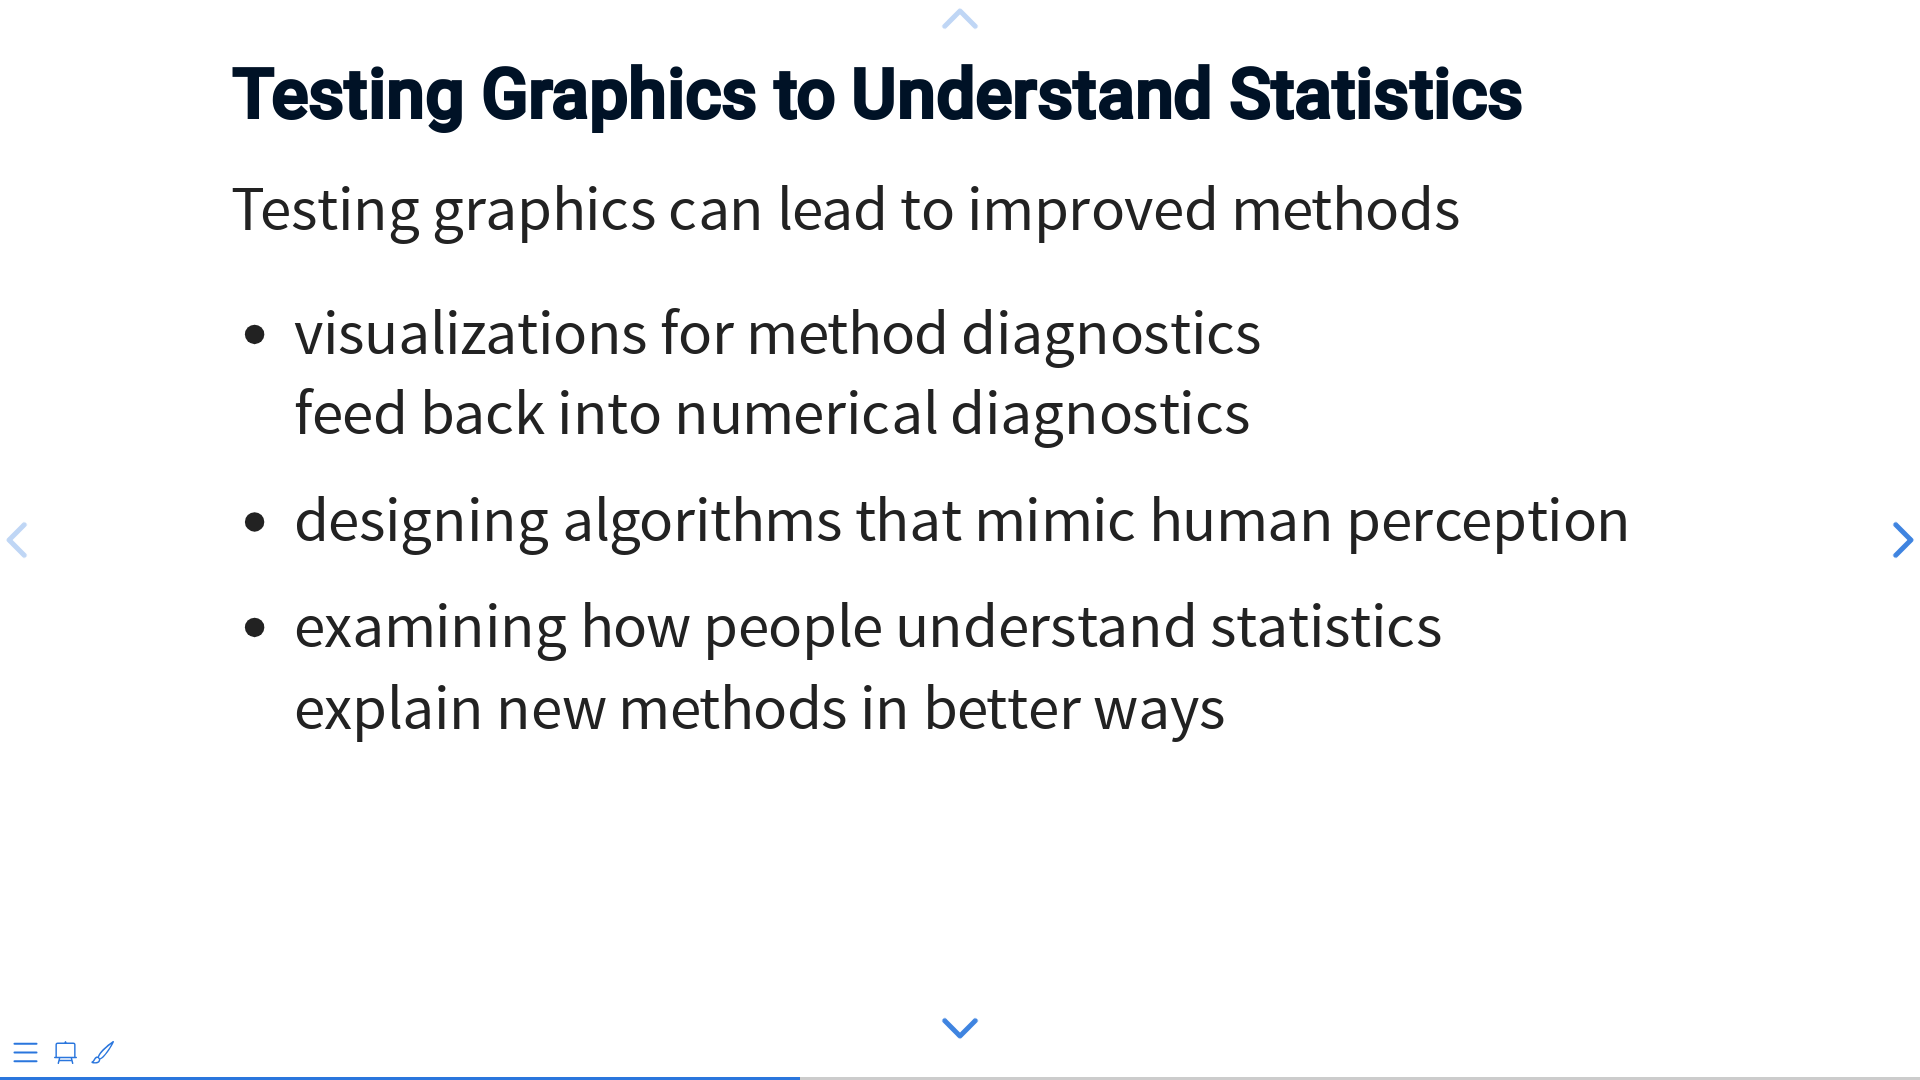 Testing Graphics to Understand Statistics
Testing graphics can lead to improved methods
• visualizations for method diagnostics
feed back into numerical diagnostics
• designing algorithms that mimic human perception
• examining how people understand statistics
explain new methods in better ways